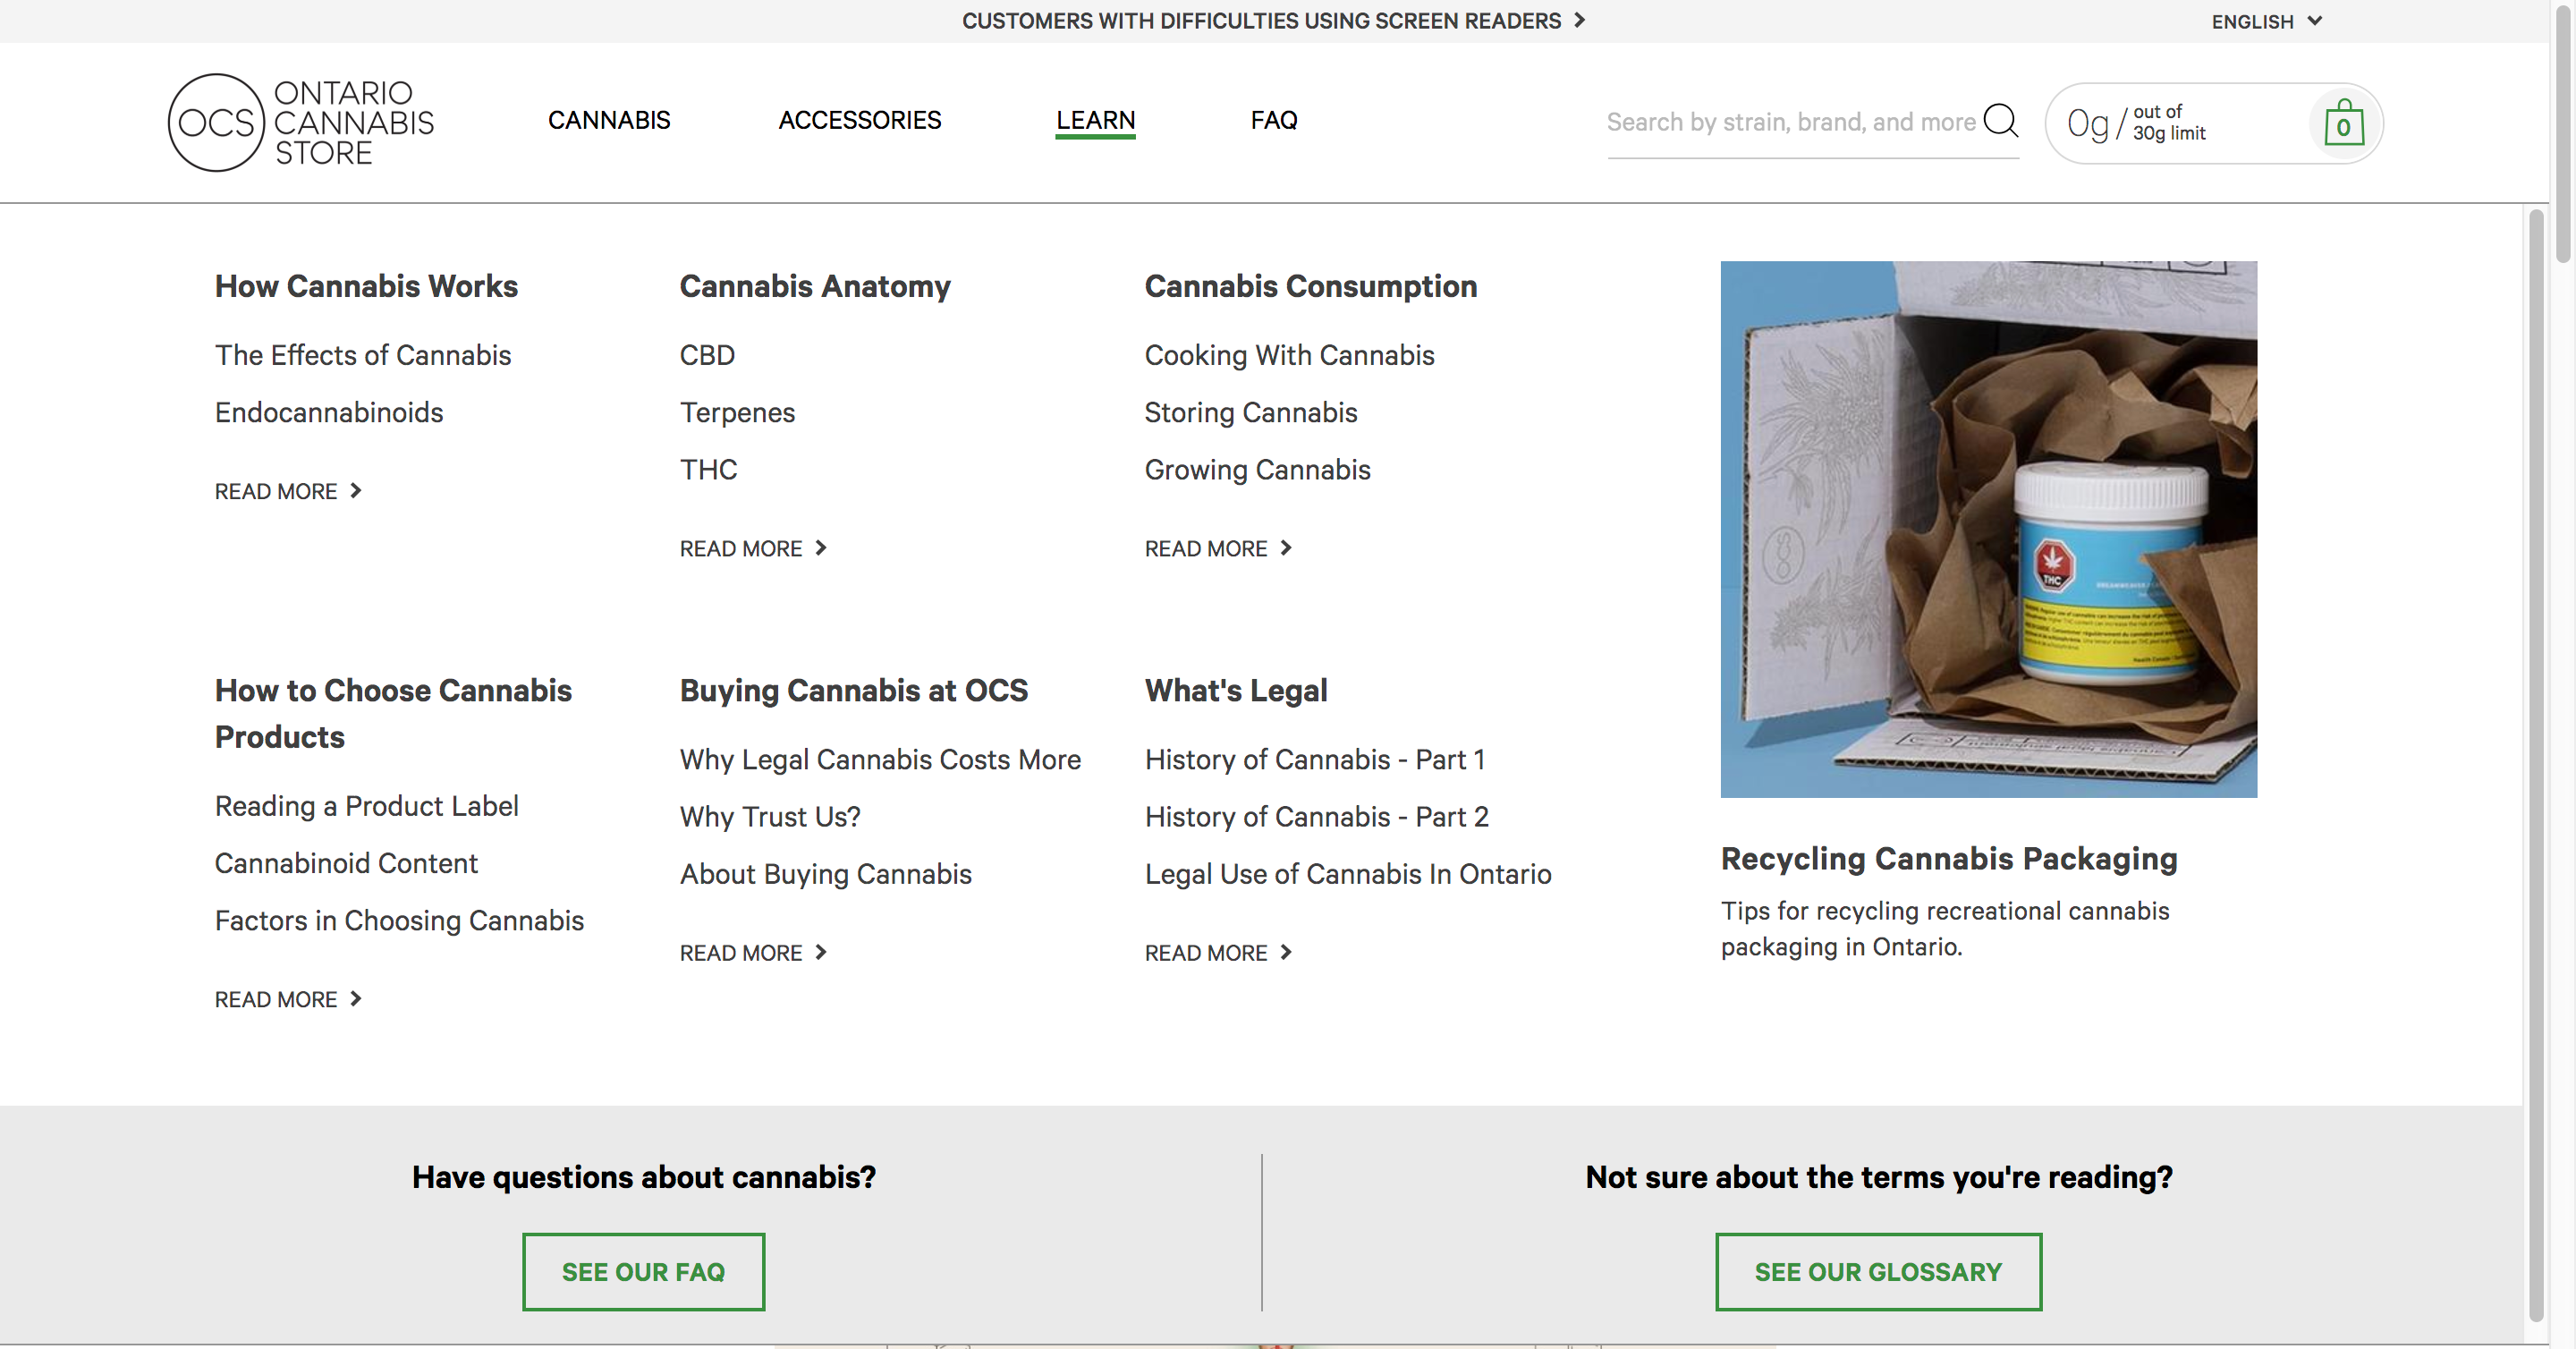 CUSTOMERS WITH DIFFICULTIES USING SCREEN READERS
ENGLISH
OCS
ONTARIO
CANNABIS
STORE
CANNABIS
ACCESSORIES
LEARN
FAQ
Search by strain, brand, and more
0g / out of
30g limit
0
How Cannabis Works
The Effects of Cannabis
Endocannabinoids
READ MORE
Cannabis Anatomy
CBD
Terpenes
THC
READ MORE
Cannabis Consumption
Cooking With Cannabis
Storing Cannabis
Growing Cannabis
READ MORE
How to Choose Cannabis
Products
Reading a Product Label
Cannabinoid Content
Factors in Choosing Cannabis
READ MORE
Buying Cannabis at OCS
Why Legal Cannabis Costs More
Why Trust Us?
About Buying Cannabis
READ MORE
What's Legal
History of Cannabis - Part 1
History of Cannabis - Part 2
Legal Use of Cannabis In Ontario
READ MORE
OCS
THC
Recycling Cannabis Packaging
Tips for recycling recreational cannabis
packaging in Ontario.
Have questions about cannabis?
SEE OUR FAQ
Not sure about the terms you're reading?
SEE OUR GLOSSARY